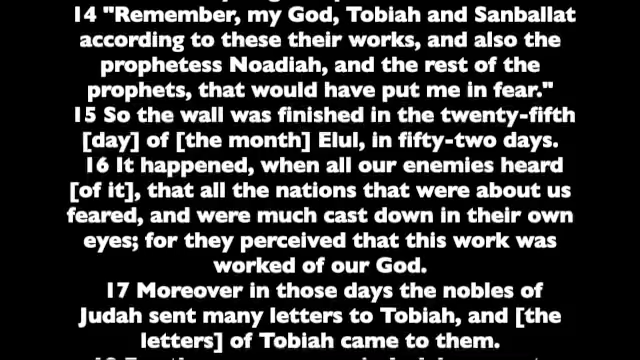 14 "Remember, my God, Tobiah and Sanballat
according to these their works, and also the
prophetess Noadiah, and the rest of the
prophets, that would have put me in fear."
15 So the wall was finished in the twenty-fifth
[day] of [the month] Elul, in fifty-two days.
16 It happened, when all our enemies heard
[of it], that all the nations that were about us
feared, and were much cast down in their own
eyes; for they perceived that this work was
worked of our God.
17 Moreover in those days the nobles of
Judah sent many letters to Tobiah, and [the
letters] of Tobiah came to them.